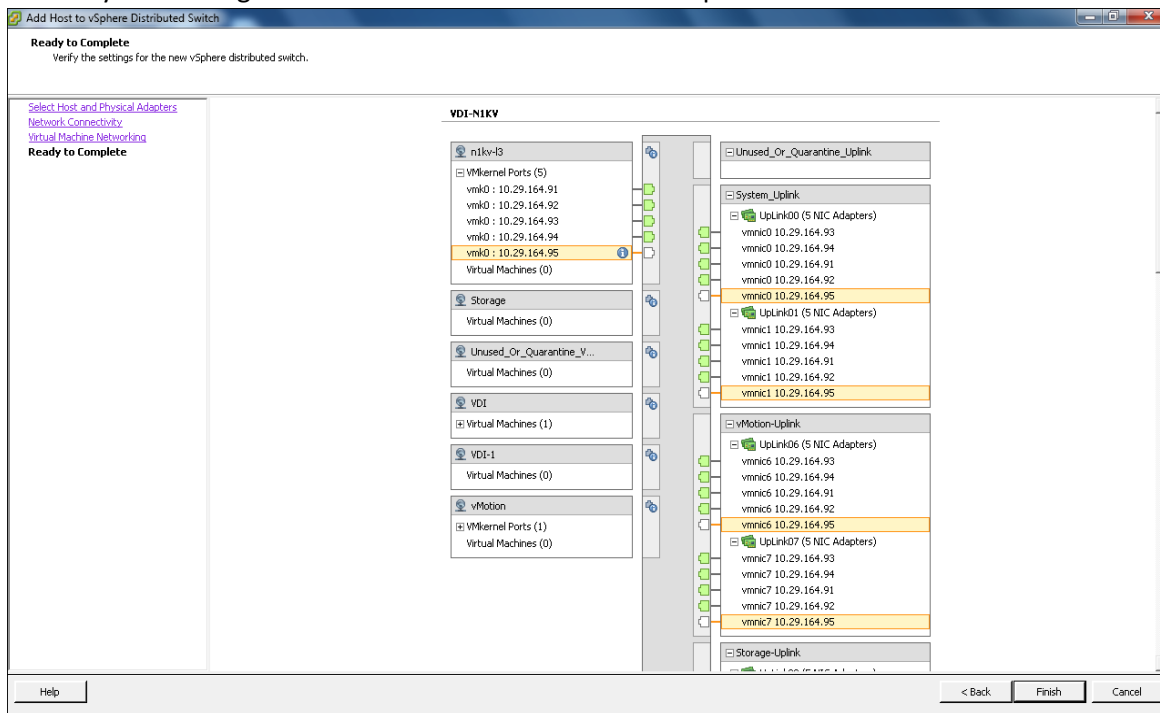 Add Host to vSphere Distributed Switch
Ready to Complete
Verify the settings for the new vSphere distributed switch.
Select Host and Physical Adapters
Network Connectivity
Virtual Machine Networking
Ready to Complete
VDI-N1KV
n1kv-l3
VMkernel Ports (5)
vmk0 : 10.29.164.91
vmk0 : 10.29.164.92
vmk0 : 10.29.164.93
vmk0 : 10.29.164.94
vmk0 : 10.29.164.95
Virtual Machines (0)
Storage
Virtual Machines (0)
Unused_Or_Quarantine_V...
Virtual Machines (0)
VDI
Virtual Machines (1)
VDI-1
Virtual Machines (0)
vMotion
VMkernel Ports (1)
Virtual Machines (0)
Unused_Or_Quarantine_Uplink
System_Uplink
UpLink00 (5 NIC Adapters)
vmnic0 10.29.164.93
vmnic0 10.29.164.94
vmnic0 10.29.164.91
vmnic0 10.29.164.92
vmnic0 10.29.164.95
UpLink01 (5 NIC Adapters)
vmnic1 10.29.164.93
vmnic1 10.29.164.94
vmnic1 10.29.164.91
vmnic1 10.29.164.92
vmnic1 10.29.164.95
vMotion-Uplink
UpLink06 (5 NIC Adapters)
vmnic6 10.29.164.93
vmnic6 10.29.164.94
vmnic6 10.29.164.91
vmnic6 10.29.164.92
vmnic6 10.29.164.95
UpLink07 (5 NIC Adapters)
vmnic7 10.29.164.93
vmnic7 10.29.164.94
vmnic7 10.29.164.91
vmnic7 10.29.164.92
vmnic7 10.29.164.95
Storage-Uplink
Help
< Back
Finish
Cancel